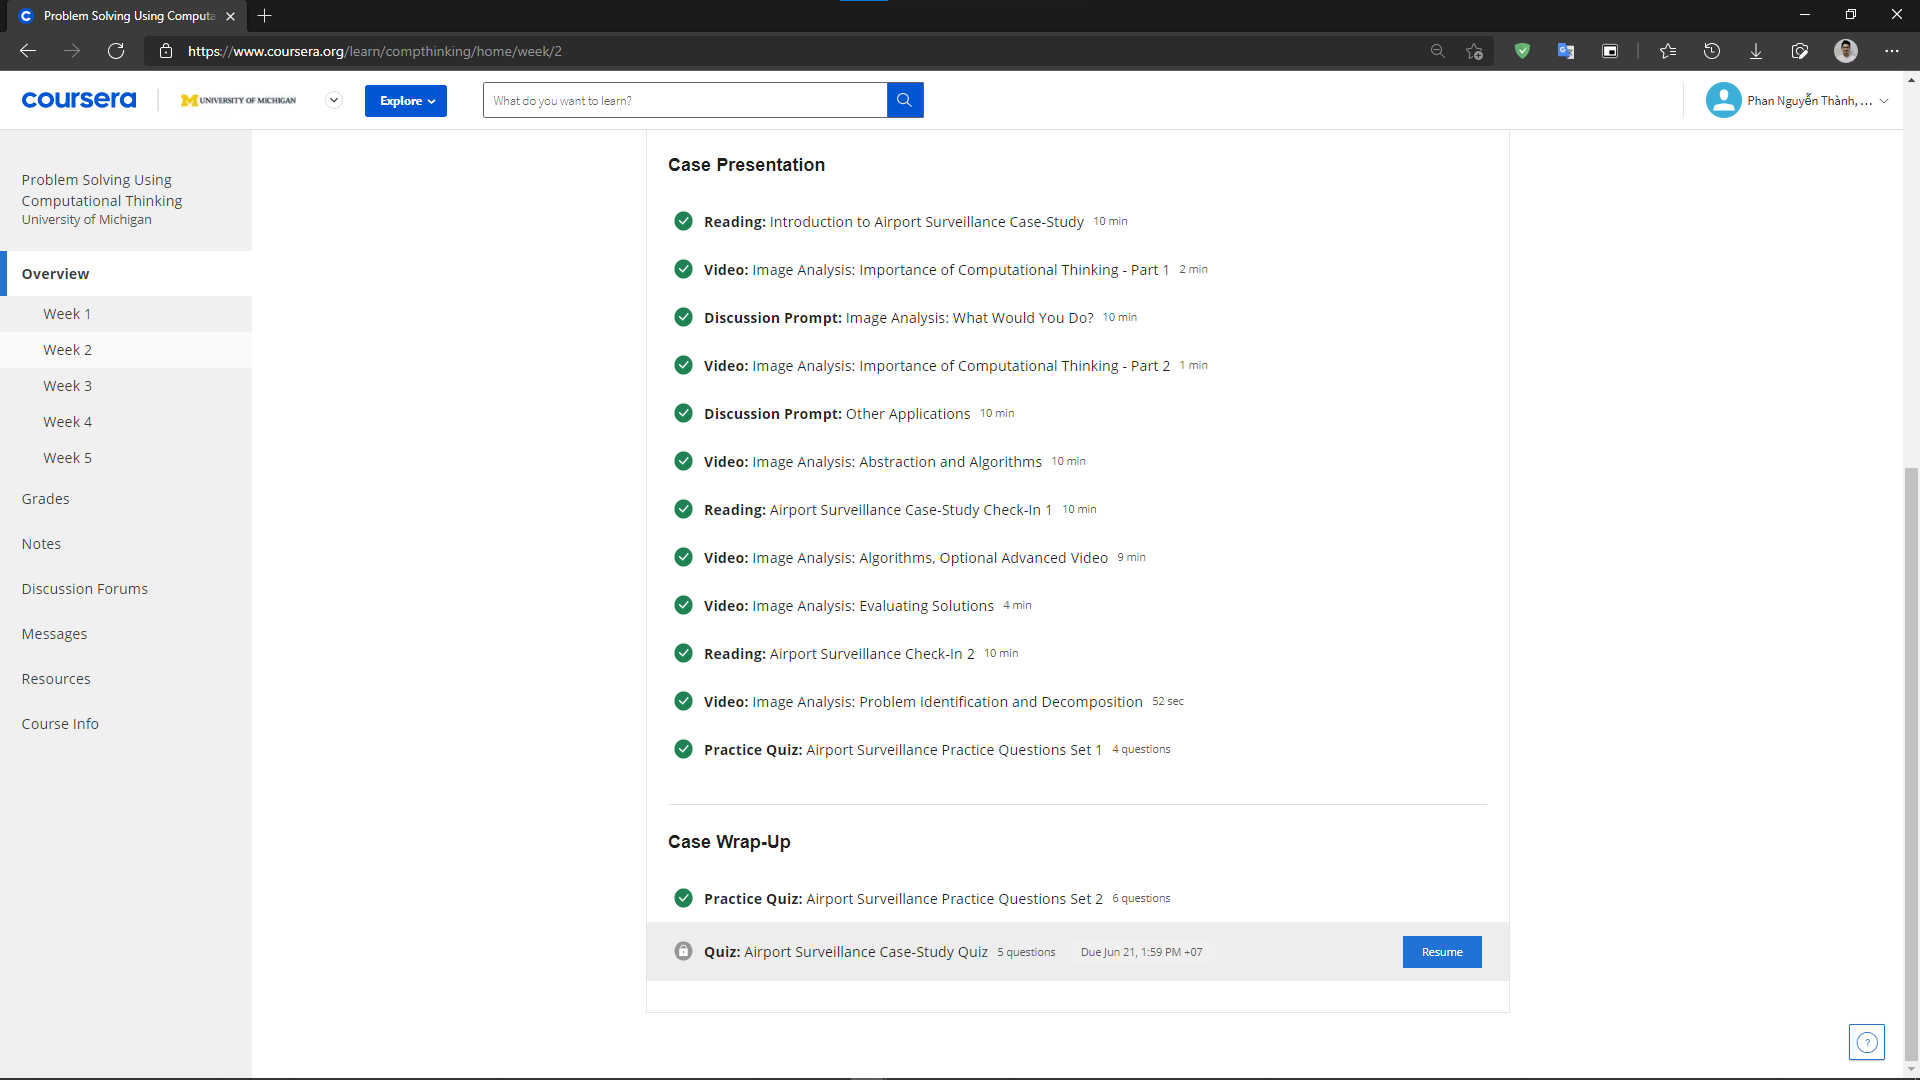 Problem Solving Using Computa
https://www.coursera.org/learn/compthinking/home/week/2
coursera
UNIVERSITY OF MICHIGAN
Explore
What do you want to learn?
Phan Nguyễn Thành, ...
Problem Solving Using
Computational Thinking
University of Michigan
Overview
Week 1
Week 2
Week 3
Week 4
Week 5
Grades
Notes
Discussion Forums
Messages
Resources
Course Info
Case Presentation
Reading: Introduction to Airport Surveillance Case-Study 10 min
Video: Image Analysis: Importance of Computational Thinking - Part 1 2 min
Discussion Prompt: Image Analysis: What Would You Do? 10 min
Video: Image Analysis: Importance of Computational Thinking - Part 2 1 min
Discussion Prompt: Other Applications 10 min
Video: Image Analysis: Abstraction and Algorithms 10 min
Reading: Airport Surveillance Case-Study Check-In 1 10 min
Video: Image Analysis: Algorithms, Optional Advanced Video 9 min
Video: Image Analysis: Evaluating Solutions 4 min
Reading: Airport Surveillance Check-In 2 10 min
Video: Image Analysis: Problem Identification and Decomposition 52 sec
Practice Quiz: Airport Surveillance Practice Questions Set 1 4 questions
Case Wrap-Up
Practice Quiz: Airport Surveillance Practice Questions Set 2 6 questions
Quiz: Airport Surveillance Case-Study Quiz 5 questions Due Jun 21, 1:59 PM +07
Resume